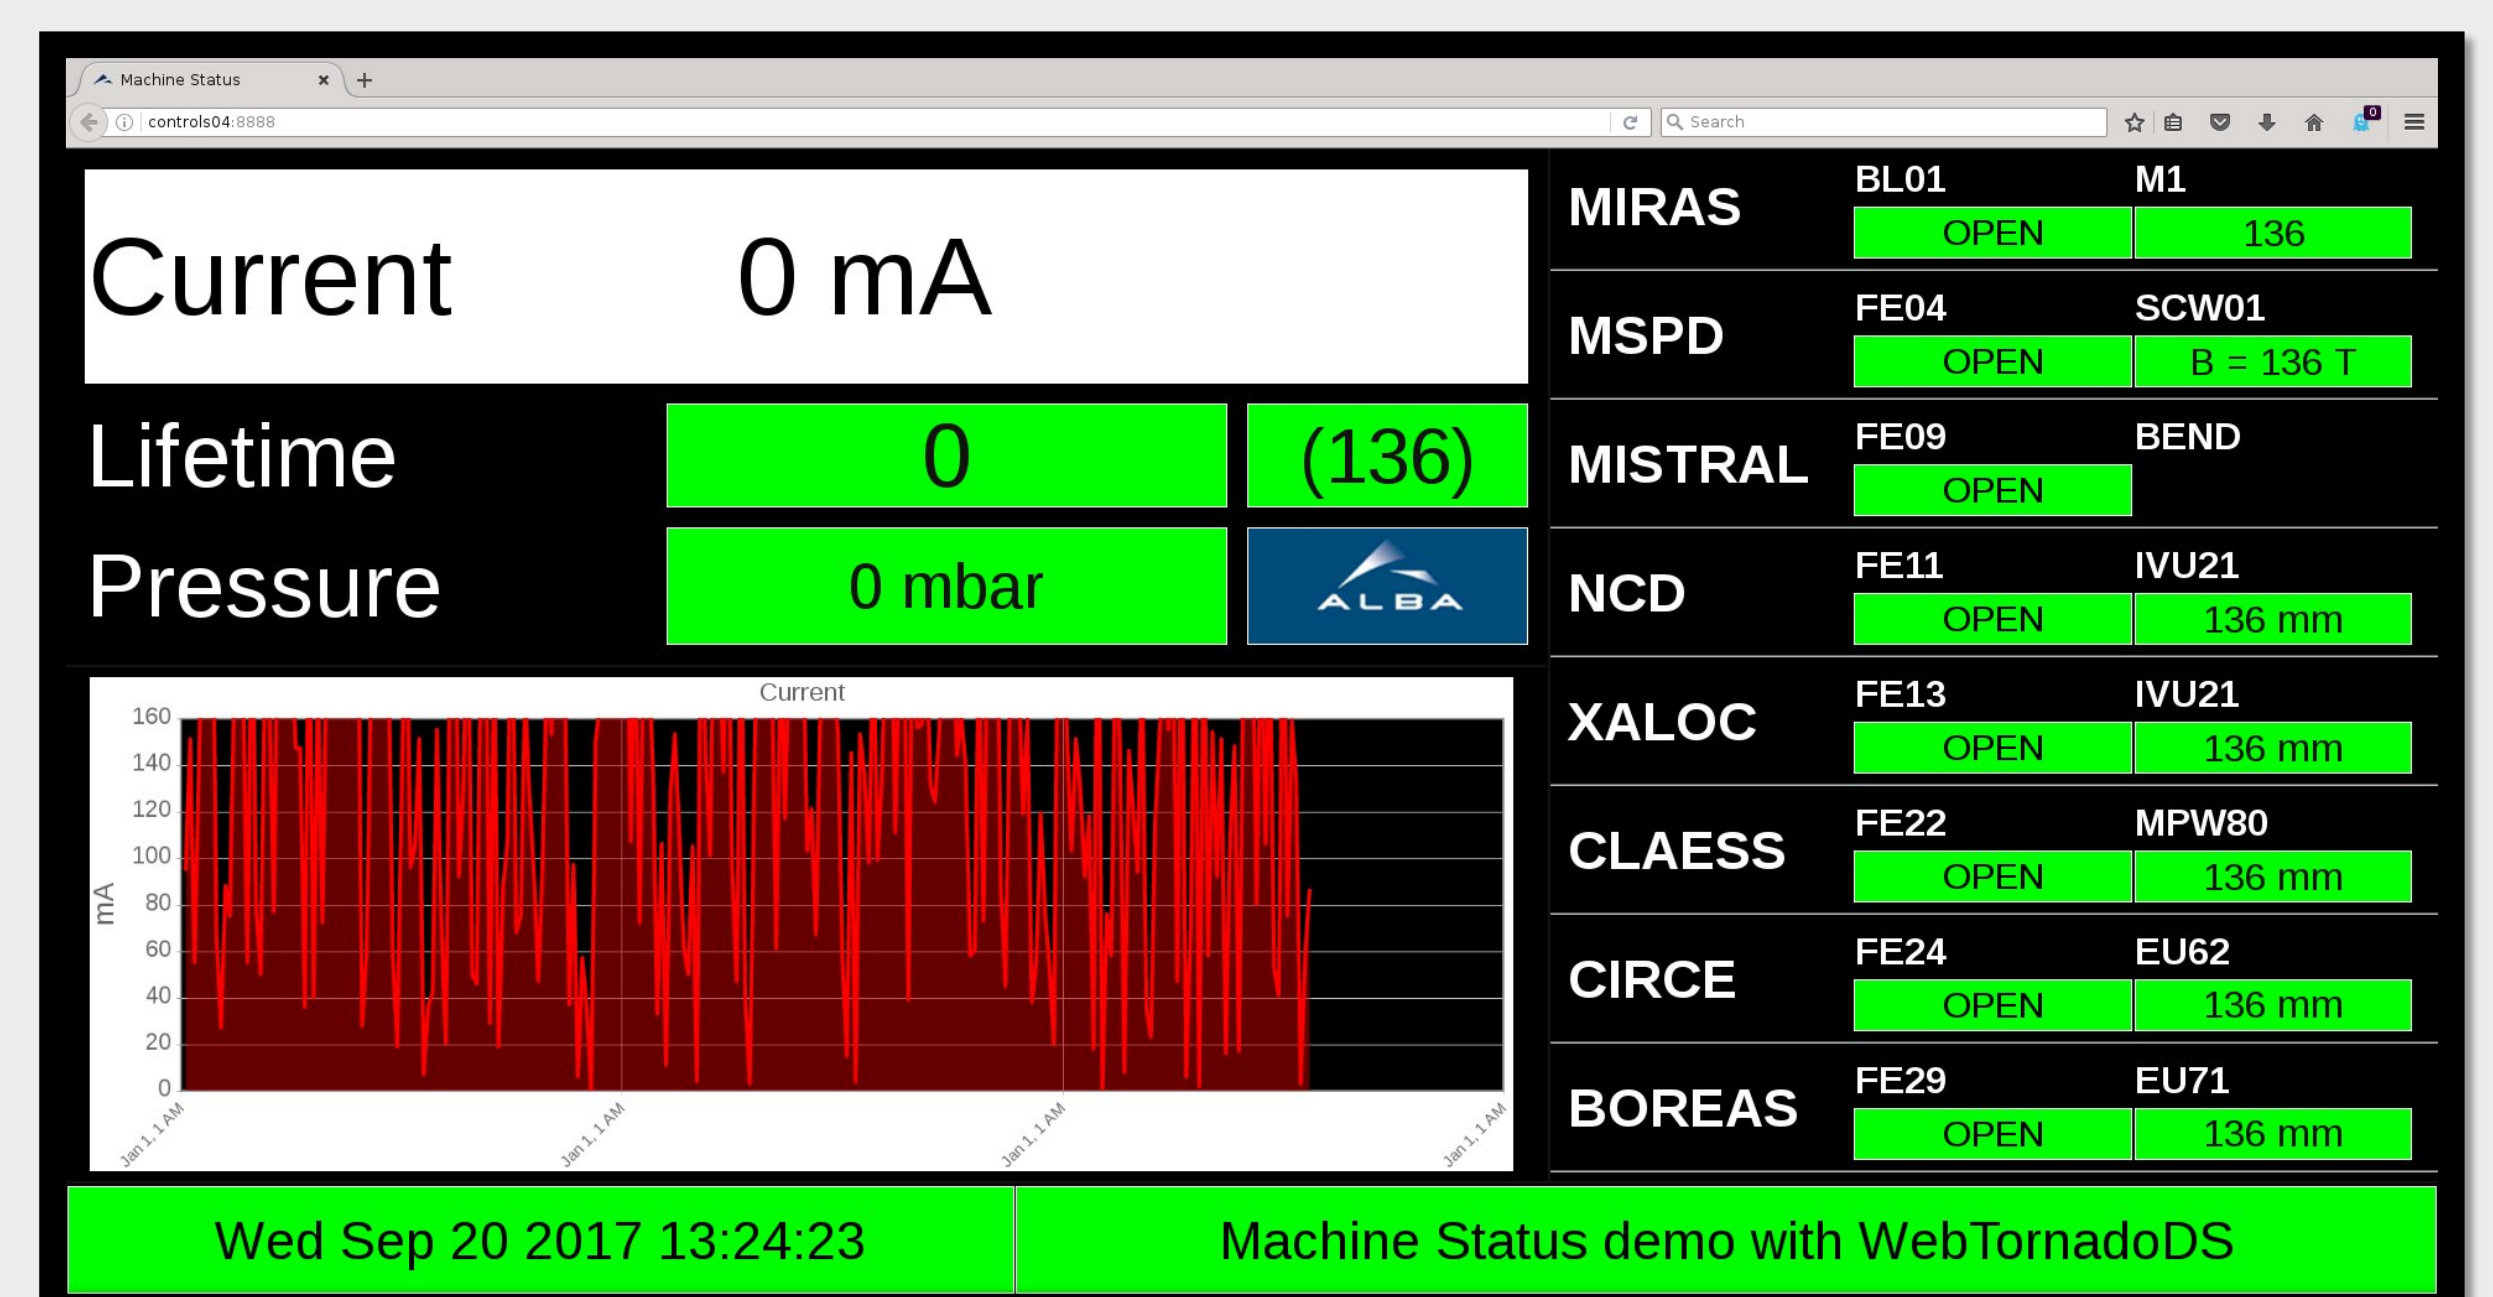 Machine Status
controls04:8888
Search
0
Current 0 mA
Lifetime 0 (136)
Pressure 0 mbar
ALBA
Current
160
140
120
100
80
60
40
20
0
mA
Jan 1, 1 AM
Jan 1, 1 AM
Jan 1, 1 AM
Jan 1, 1 AM
MIRAS
BL01 M1
OPEN 136
MSPD
FE04 SCW01
OPEN B = 136 T
MISTRAL
FE09 BEND
OPEN
NCD
FE11 IVU21
OPEN 136 mm
XALOC
FE13 IVU21
OPEN 136 mm
CLAESS
FE22 MPW80
OPEN 136 mm
CIRCE
FE24 EU62
OPEN 136 mm
BOREAS
FE29 EU71
OPEN 136 mm
Wed Sep 20 2017 13:24:23
Machine Status demo with WebTornadoDS